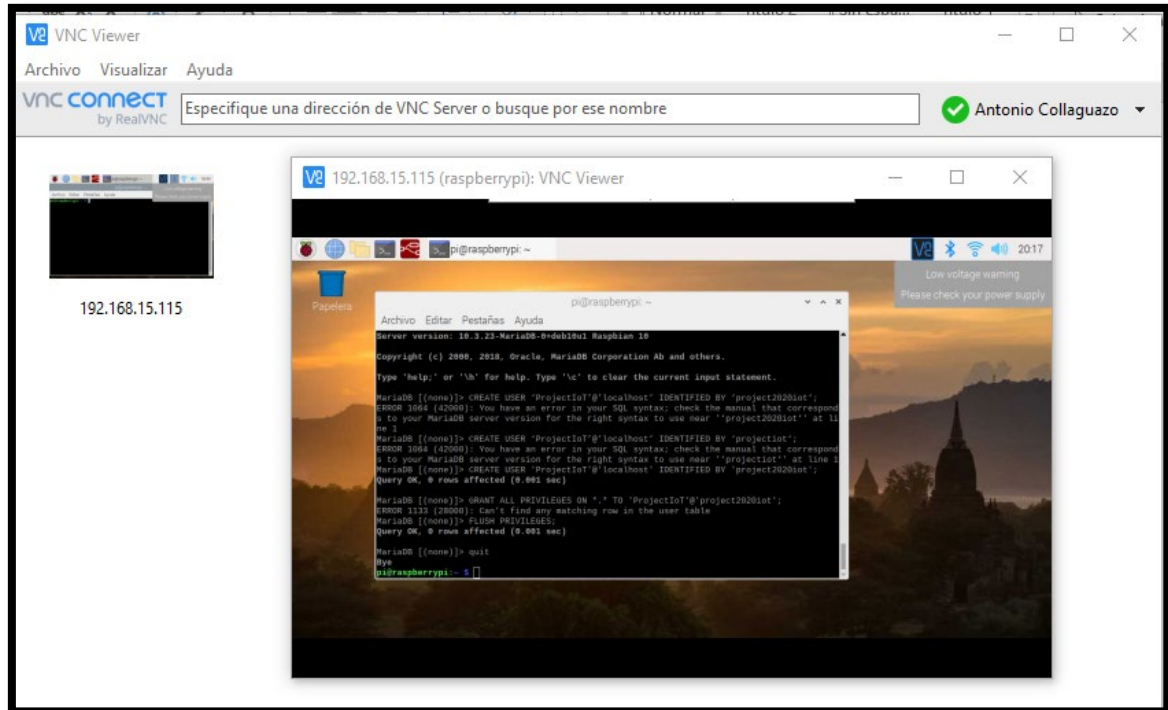 VNC Viewer
Archivo Visualizar Ayuda
VNC CONNECT
by RealVNC
Especifique una dirección de VNC Server o busque por ese nombre
Antonio Collaguazo
192.168.15.115
192.168.15.115 (raspberrypi): VNC Viewer
pi@raspberrypi: ~
20:17
Low voltage warning
Please check your power supply
Papelera
pi@raspberrypi: ~
Archivo Editar Pestañas Ayuda
Server version: 10.3.23-MariaDB-0+deb10u1 Raspbian 10
Copyright (c) 2000, 2018, Oracle, MariaDB Corporation Ab and others.
Type 'help;' or '\h' for help. Type '\c' to clear the current input statement.
MariaDB [(none)]> CREATE USER 'ProjectIoT'@'localhost' IDENTIFIED BY 'project2020iot';
ERROR 1064 (42000): You have an error in your SQL syntax; check the manual that correspond
s to your MariaDB server version for the right syntax to use near ''project2020iot'' at li
ne 1
MariaDB [(none)]> CREATE USER 'ProjectIoT'@'localhost' IDENTIFIED BY 'projectiot';
ERROR 1064 (42000): You have an error in your SQL syntax; check the manual that correspond
s to your MariaDB server version for the right syntax to use near ''projectiot'' at line 1
MariaDB [(none)]> CREATE USER 'ProjectIoT'@'localhost' IDENTIFIED BY 'project2020iot';
Query OK, 0 rows affected (0.001 sec)
MariaDB [(none)]> GRANT ALL PRIVILEGES ON *.* TO 'ProjectIoT'@'project2020iot';
ERROR 1133 (28000): Can't find any matching row in the user table
MariaDB [(none)]> FLUSH PRIVILEGES;
Query OK, 0 rows affected (0.001 sec)
MariaDB [(none)]> quit
Bye
pi@raspberrypi:~ $